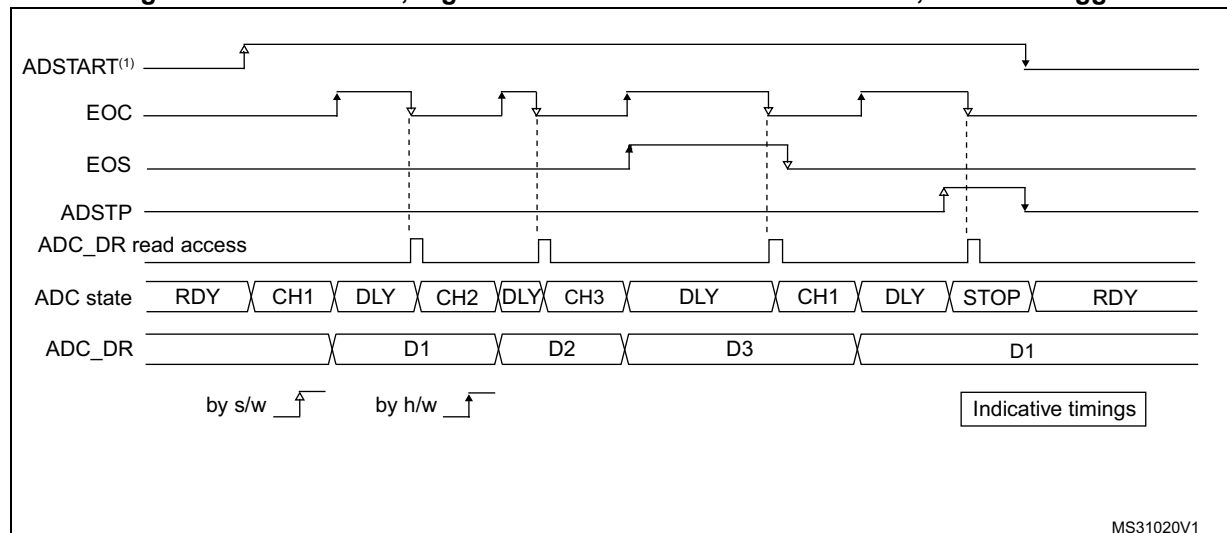 ADSTART(1)
EOC
EOS
ADSTP
ADC_DR read access
ADC state RDY CH1 DLY CH2 DLY CH3 DLY CH1 DLY STOP RDY
ADC_DR D1 D2 D3 D1
by s/w by h/w Indicative timings
MS31020V1